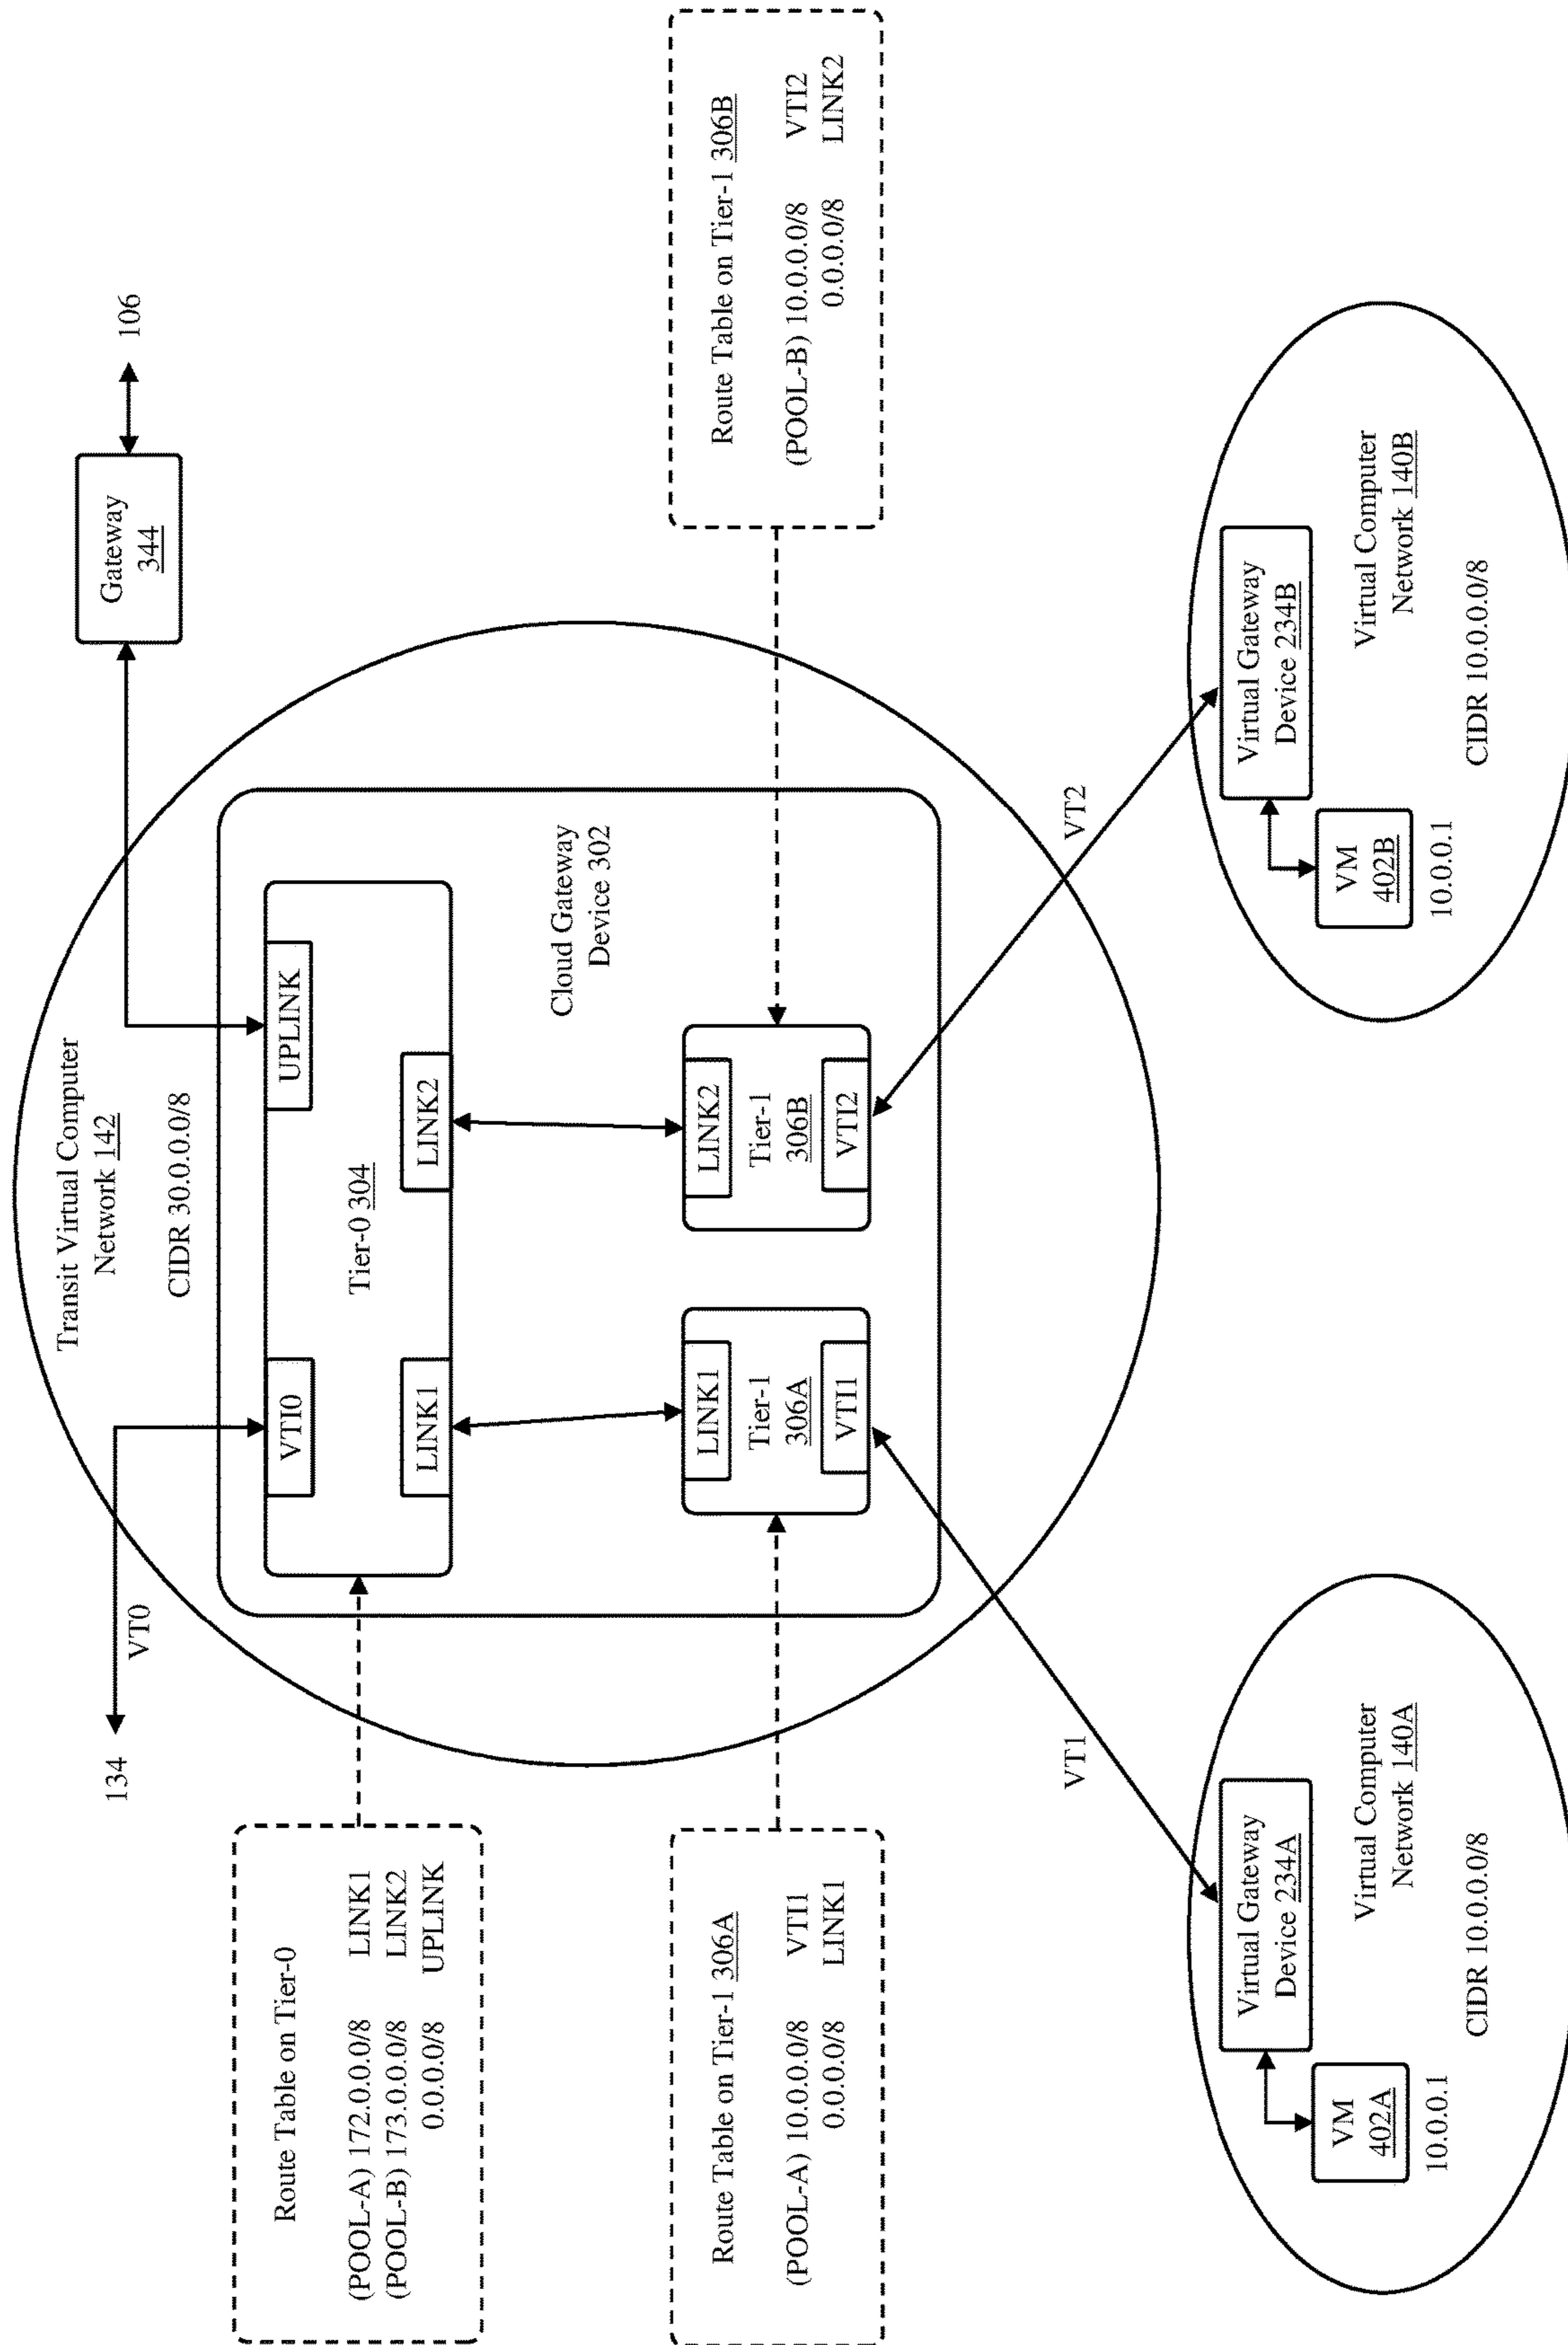 134
VT0
Transit Virtual Computer
Network 142
CIDR 30.0.0.0/8
Gateway
344
106
Route Table on Tier-0
(POOL-A) 172.0.0.0/8 LINK1
(POOL-B) 173.0.0.0/8 LINK2
0.0.0.0/8 UPLINK
VTI0
UPLINK
Tier-0 304
LINK1
LINK2
Cloud Gateway
Device 302
Route Table on Tier-1 306A
(POOL-A) 10.0.0.0/8 VTI1
0.0.0.0/8 LINK1
LINK1
Tier-1
306A
VTI1
LINK2
Tier-1
306B
VTI2
Route Table on Tier-1 306B
(POOL-B) 10.0.0.0/8 VTI2
0.0.0.0/8 LINK2
VT1
VT2
Virtual Gateway
Device 234A
VM
402A
10.0.0.1
Virtual Computer
Network 140A
CIDR 10.0.0.0/8
Virtual Gateway
Device 234B
VM
402B
10.0.0.1
Virtual Computer
Network 140B
CIDR 10.0.0.0/8